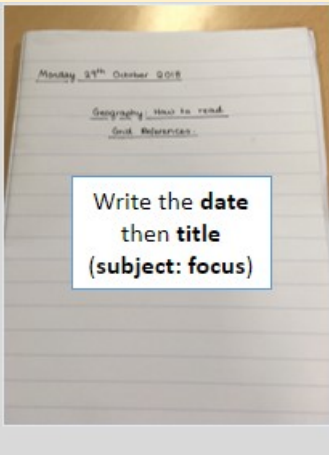 Monday 29th October 2018
Geography: How to read
Grid References.
Write the date
then title
(subject: focus)